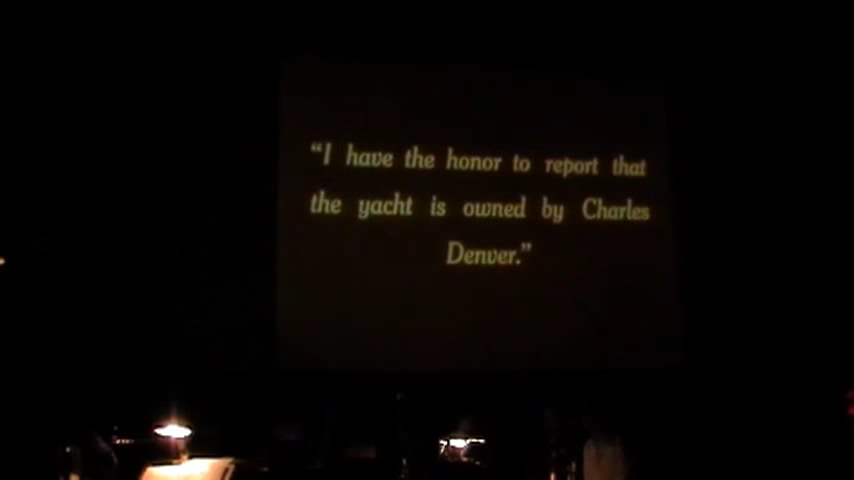 “I have the honor to report that
the yacht is owned by Charles
Denver.”